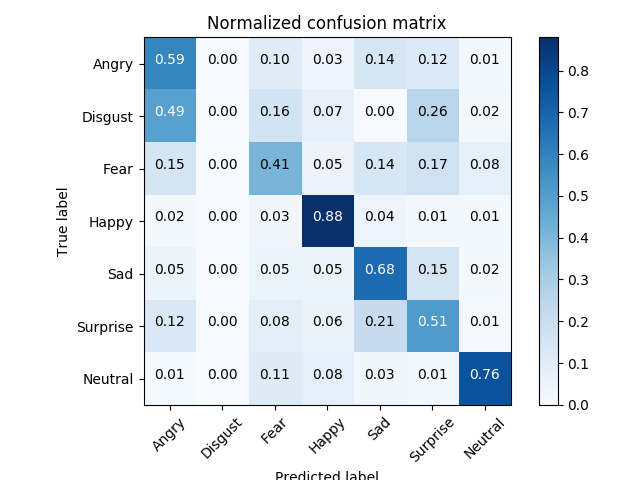 Normalized confusion matrix
Angry 0.59 0.00 0.10 0.03 0.14 0.12 0.01
Disgust 0.49 0.00 0.16 0.07 0.00 0.26 0.02
Fear 0.15 0.00 0.41 0.05 0.14 0.17 0.08
Happy 0.02 0.00 0.03 0.88 0.04 0.01 0.01
Sad 0.05 0.00 0.05 0.05 0.68 0.15 0.02
Surprise 0.12 0.00 0.08 0.06 0.21 0.51 0.01
Neutral 0.01 0.00 0.11 0.08 0.03 0.01 0.76
Angry Disgust Fear Happy Sad Surprise Neutral
True label
Predicted label
0.8
0.7
0.6
0.5
0.4
0.3
0.2
0.1
0.0